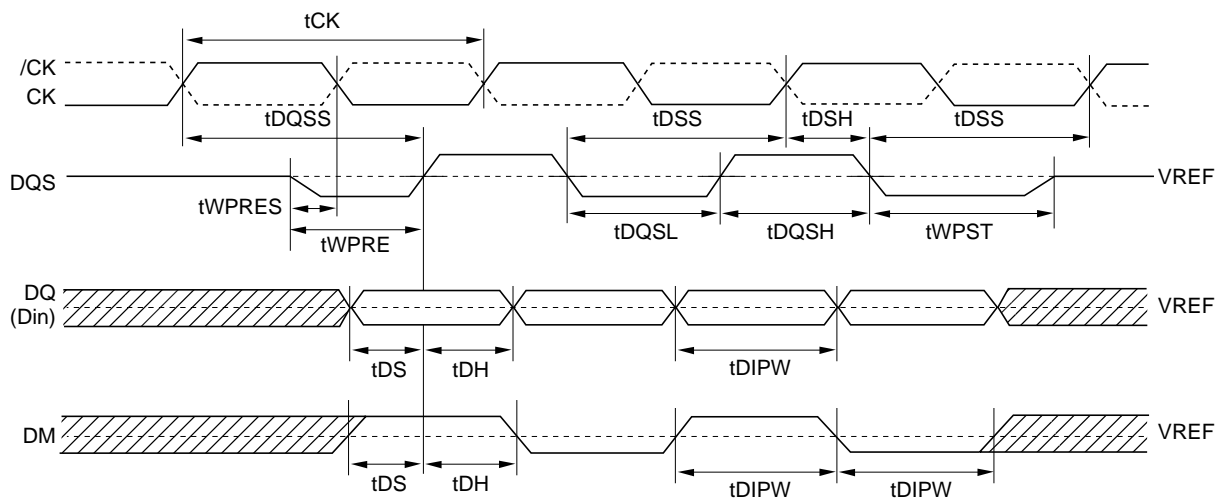 tCK
/CK
CK
tDQSS
tDSS
tDSH
tDSS
DQS
VREF
tWPRES
tDQSL
tDQSH
tWPST
tWPRE
DQ
(Din)
VREF
tDS
tDH
tDIPW
DM
VREF
tDS
tDH
tDIPW
tDIPW